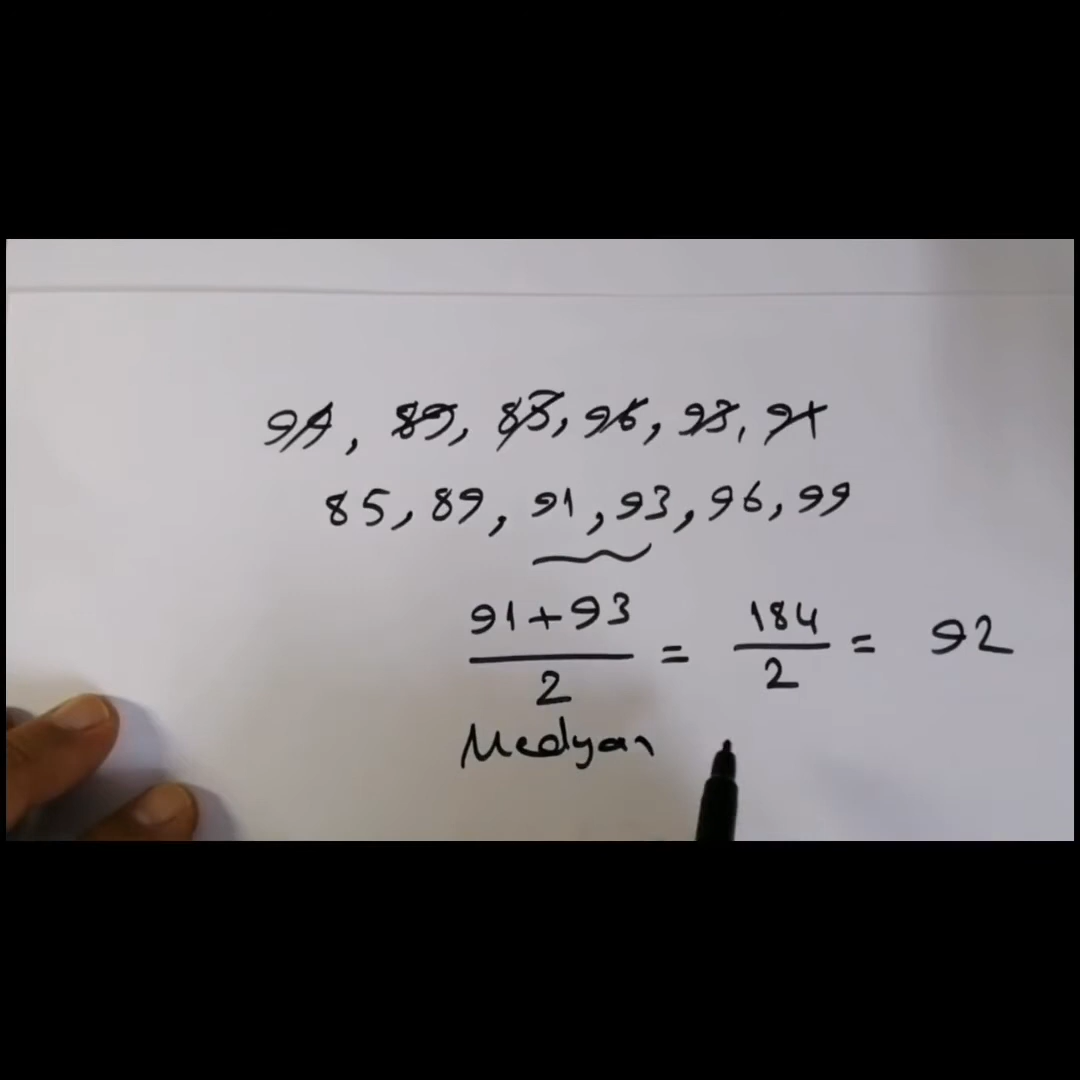 99, 89, 85, 96, 93, 91
85, 89, 91, 93, 96, 99
91+93/2 = 184/2 = 92
Medyan